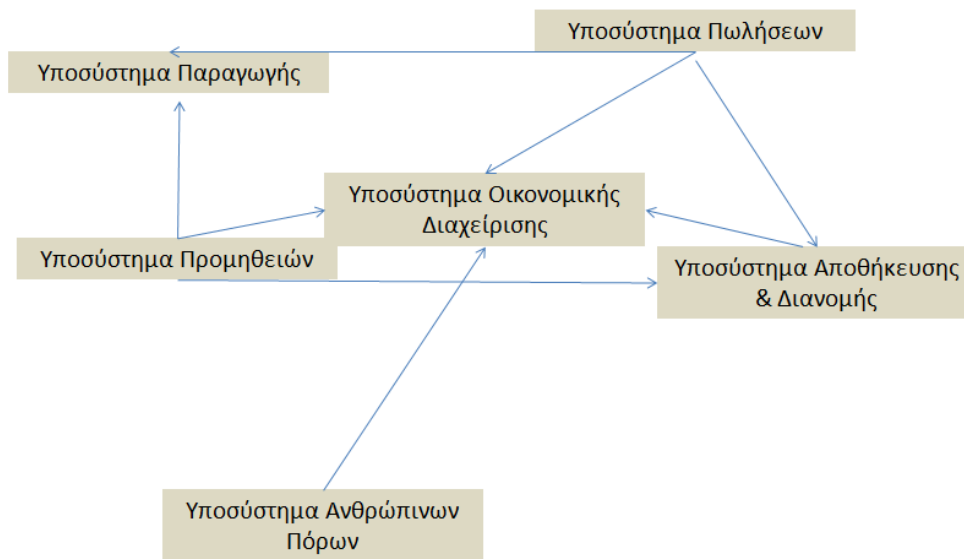 Υποσύστημα Πωλήσεων
Υποσύστημα Παραγωγής
Υποσύστημα Οικονομικής
Διαχείρισης
Υποσύστημα Προμηθειών
Υποσύστημα Αποθήκευσης
& Διανομής
Υποσύστημα Ανθρώπινων
Πόρων